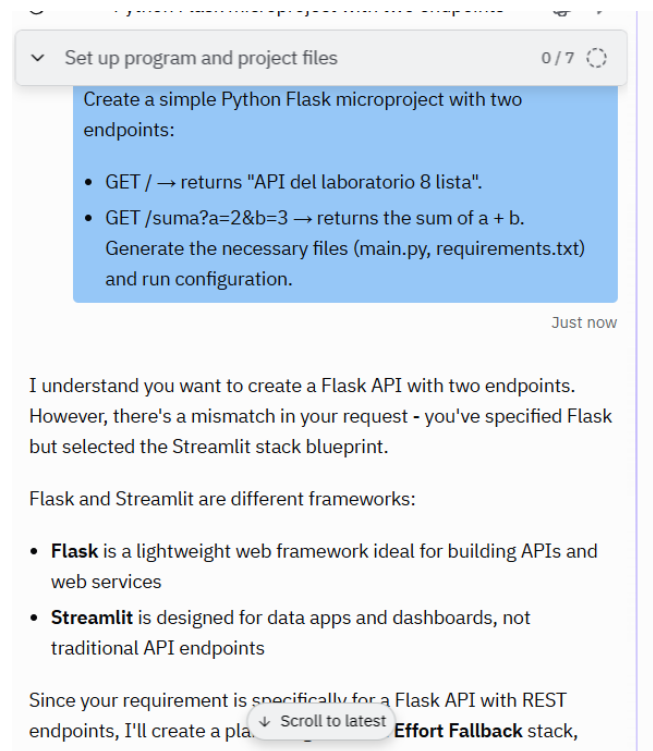 Python Flask microproject with two endpoints
Set up program and project files 0/7
Create a simple Python Flask microproject with two
endpoints:
• GET / → returns "API del laboratorio 8 lista".
• GET /suma?a=2&b=3 → returns the sum of a + b.
Generate the necessary files (main.py, requirements.txt)
and run configuration.
Just now
I understand you want to create a Flask API with two endpoints.
However, there's a mismatch in your request - you've specified Flask
but selected the Streamlit stack blueprint.
Flask and Streamlit are different frameworks:
• Flask is a lightweight web framework ideal for building APIs and
web services
• Streamlit is designed for data apps and dashboards, not
traditional API endpoints
Since your requirement is specifically for a Flask API with REST
endpoints, I'll create a Effort Fallback stack,
↓ Scroll to latest